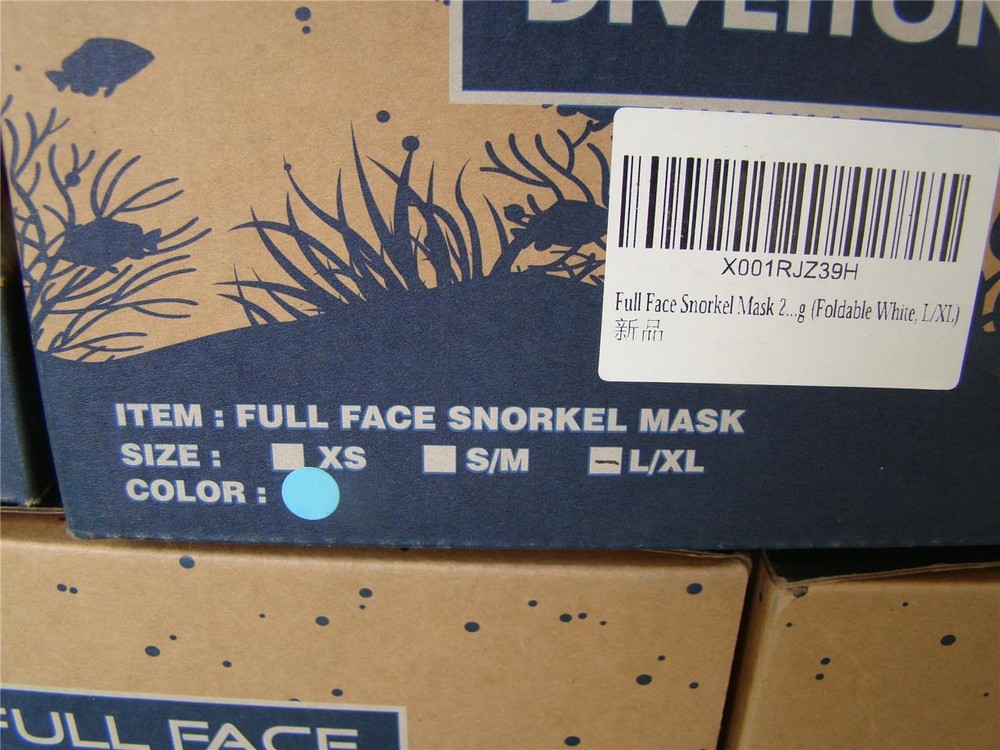 X001RJZ39H
Full Face Snorkel Mask 2...g (Foldable White, L/XL)
新品
ITEM : FULL FACE SNORKEL MASK
SIZE : XS S/M L/XL
COLOR :
FULL FACE